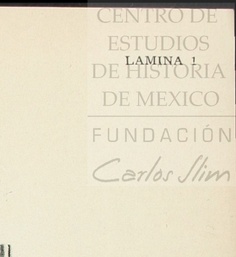 CENTRO DE
ESTUDIOS
LAMINA 1
DE HISTORIA
DE MEXICO
FUNDACIÓN
Carlos Slim